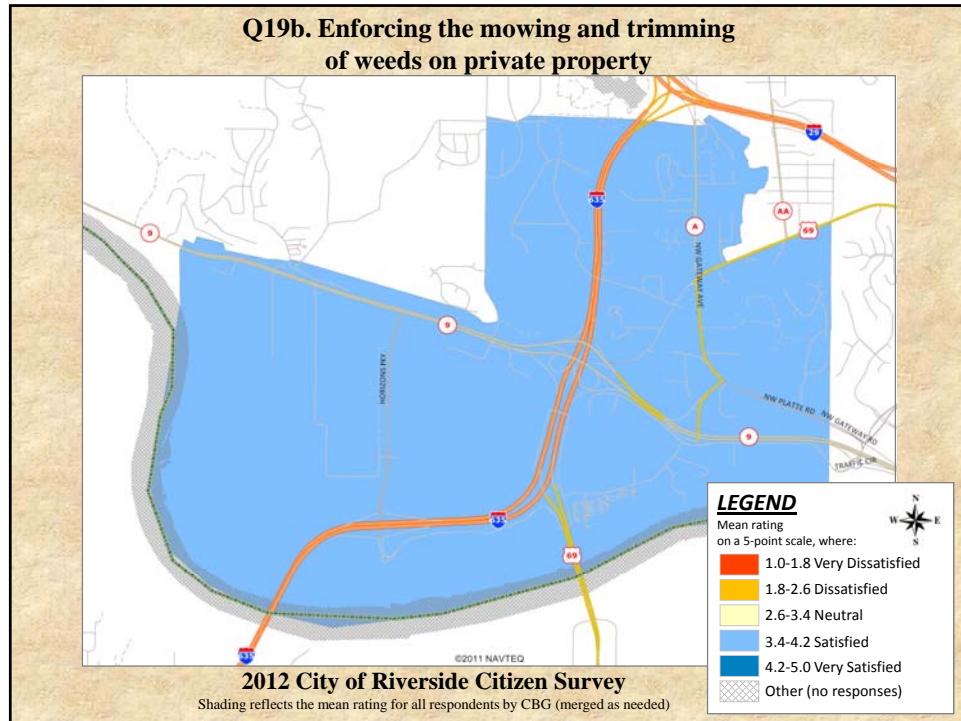 Q19b. Enforcing the mowing and trimming
of weeds on private property
29
635
9
A
AA
69
NW GATEWAY AVE
9
HORIZONS PKY
NW PLATTE RD
NW GATEWAY RD
9
TRAFFIC CIR
635
69
635
©2011 NAVTEQ
LEGEND
Mean rating
on a 5-point scale, where:
N
W
E
S
1.0-1.8 Very Dissatisfied
1.8-2.6 Dissatisfied
2.6-3.4 Neutral
3.4-4.2 Satisfied
4.2-5.0 Very Satisfied
Other (no responses)
2012 City of Riverside Citizen Survey
Shading reflects the mean rating for all respondents by CBG (merged as needed)